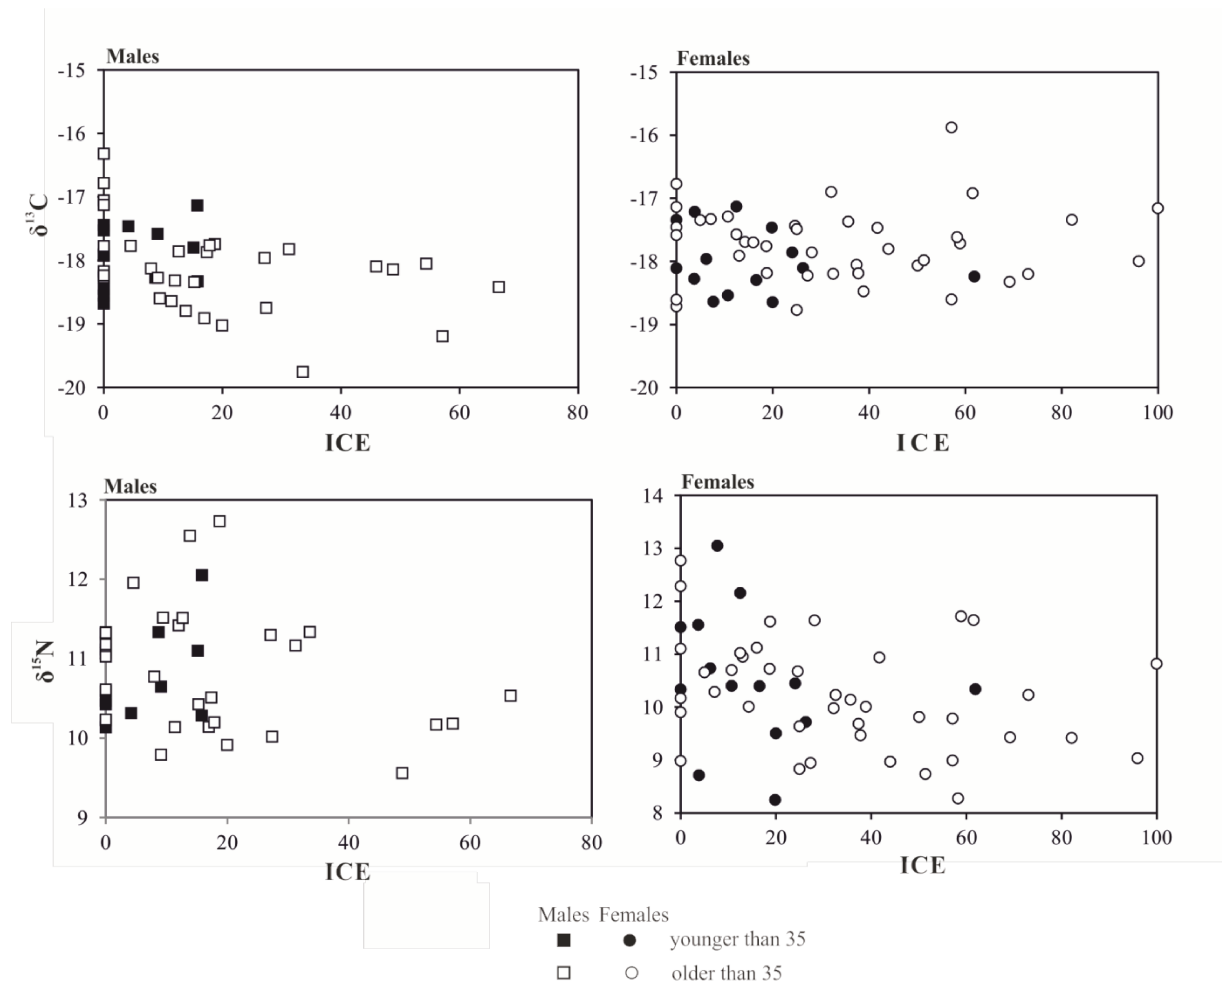 Males
-15
-16
-17
-18
-19
-20
δ¹³C
0 20 40 60 80
ICE
Females
-15
-16
-17
-18
-19
-20
0 20 40 60 80 100
ICE
Males
13
12
11
10
9
δ¹⁵N
0 20 40 60 80
ICE
Females
14
13
12
11
10
9
8
0 20 40 60 80 100
ICE
Males Females
younger than 35
older than 35